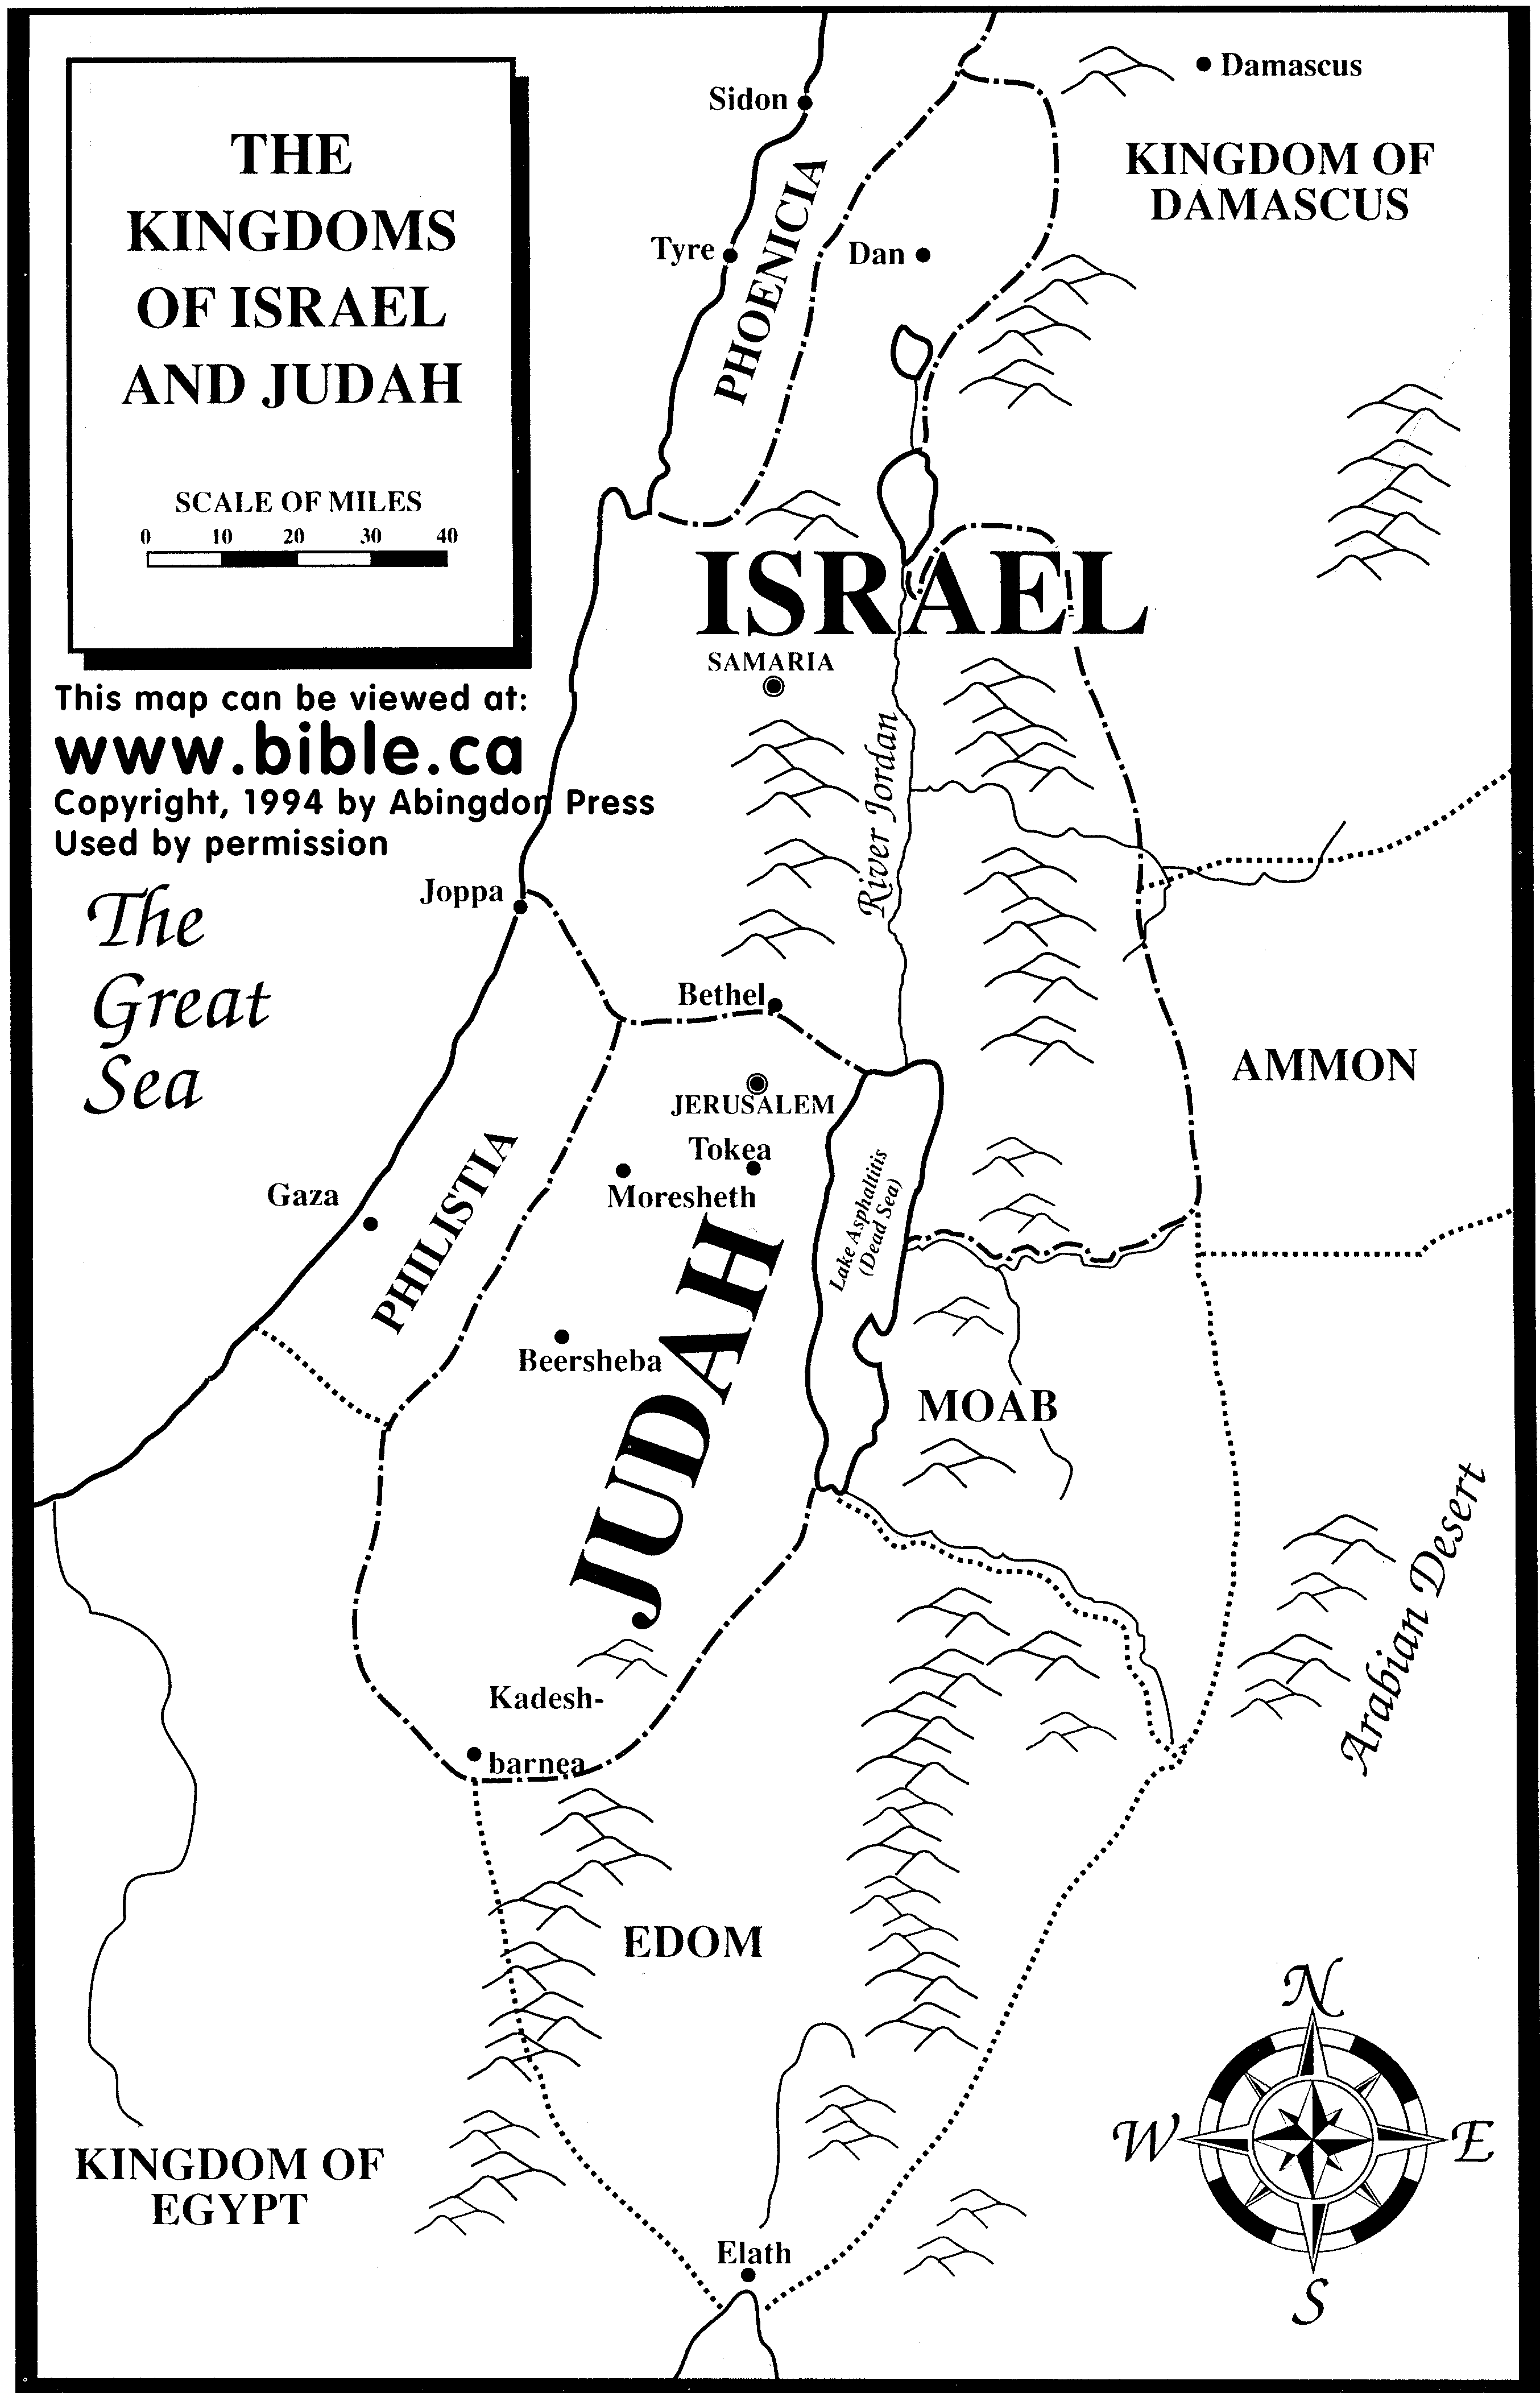 THE
KINGDOMS
OF ISRAEL
AND JUDAH
SCALE OF MILES
0 10 20 30 40
This map can be viewed at:
www.bible.ca
Copyright, 1994 by Abingdon Press
Used by permission
Damascus
Sidon
KINGDOM OF
DAMASCUS
PHOENICIA
Tyre
Dan
ISRAEL
SAMARIA
River Jordan
Joppa
The
Great
Sea
Bethel
AMMON
JERUSALEM
Tokea
Moresheth
Gaza
PHILISTIA
Lake Asphaltitis
(Dead Sea)
Beersheba
JUDAH
MOAB
Arabian Desert
Kadesh-
barnea
EDOM
N
W
E
S
KINGDOM OF
EGYPT
Elath